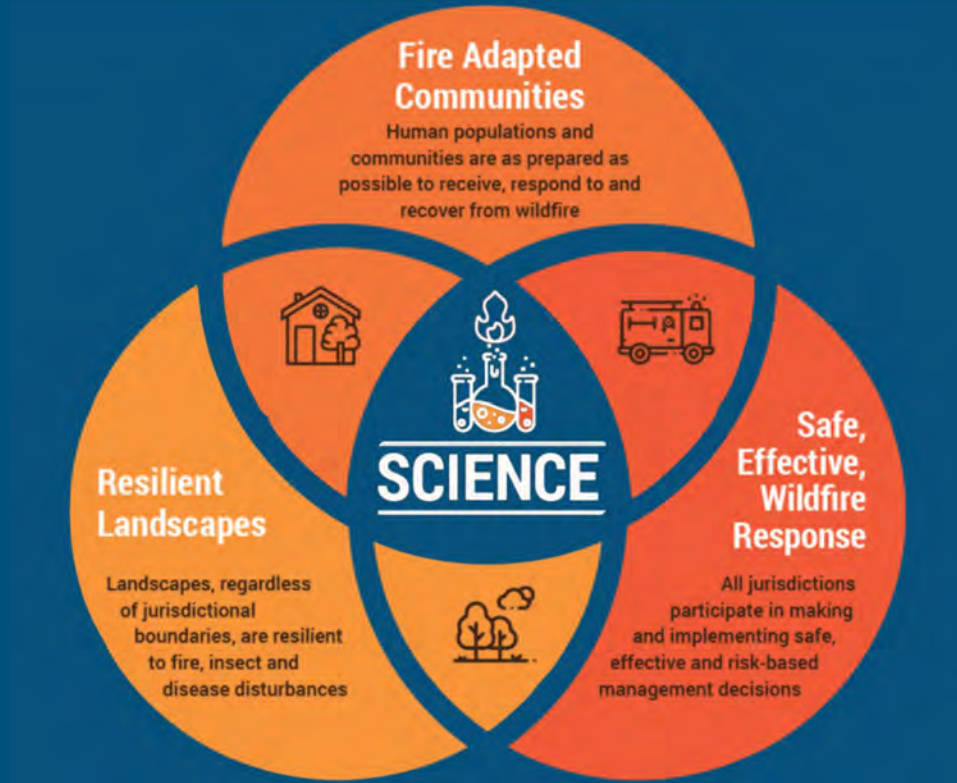 Fire Adapted
Communities
Human populations and
communities are as prepared as
possible to receive, respond to and
recover from wildfire
SCIENCE
Resilient
Landscapes
Landscapes, regardless
of jurisdictional
boundaries, are resilient
to fire, insect and
disease disturbances
Safe,
Effective,
Wildfire
Response
All jurisdictions
participate in making
and implementing safe,
effective and risk-based
management decisions